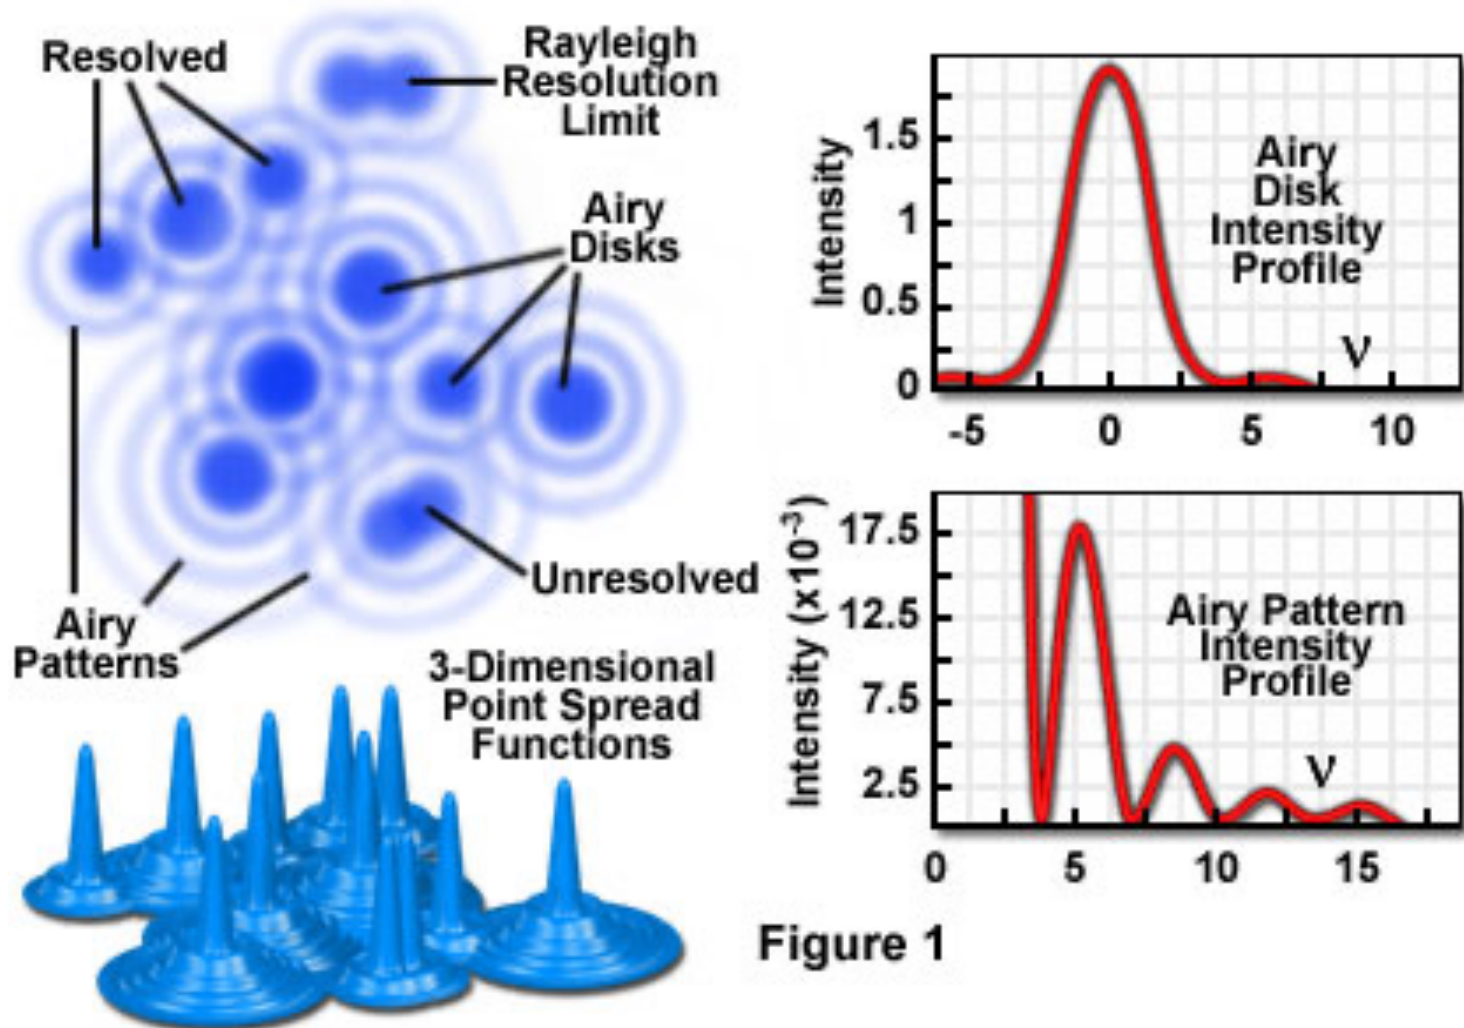 Resolved
Rayleigh
Resolution
Limit
Airy
Disks
Unresolved
Airy
Patterns
3-Dimensional
Point Spread
Functions
Intensity
1.5
1
0.5
0
Airy
Disk
Intensity
Profile
ν
-5 0 5 10
Intensity (x10-³)
17.5
12.5
7.5
2.5
Airy Pattern
Intensity
Profile
ν
0 5 10 15
Figure 1